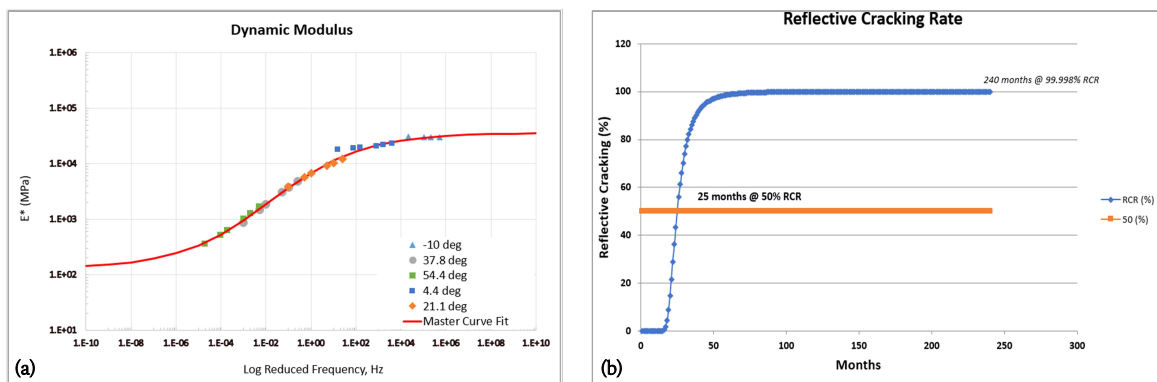 Dynamic Modulus
E* (MPa)
1.E+06
1.E+05
1.E+04
1.E+03
1.E+02
1.E+01
-10 deg
37.8 deg
54.4 deg
4.4 deg
21.1 deg
Master Curve Fit
1.E-10 1.E-08 1.E-06 1.E-04 1.E-02 1.E+00 1.E+02 1.E+04 1.E+06 1.E+08 1.E+10
Log Reduced Frequency, Hz
(a)
Reflective Cracking Rate
Reflective Cracking (%)
120
100
80
60
40
20
0
240 months @ 99.998% RCR
25 months @ 50% RCR
RCR (%)
50 (%)
0 50 100 150 200 250 300
Months
(b)